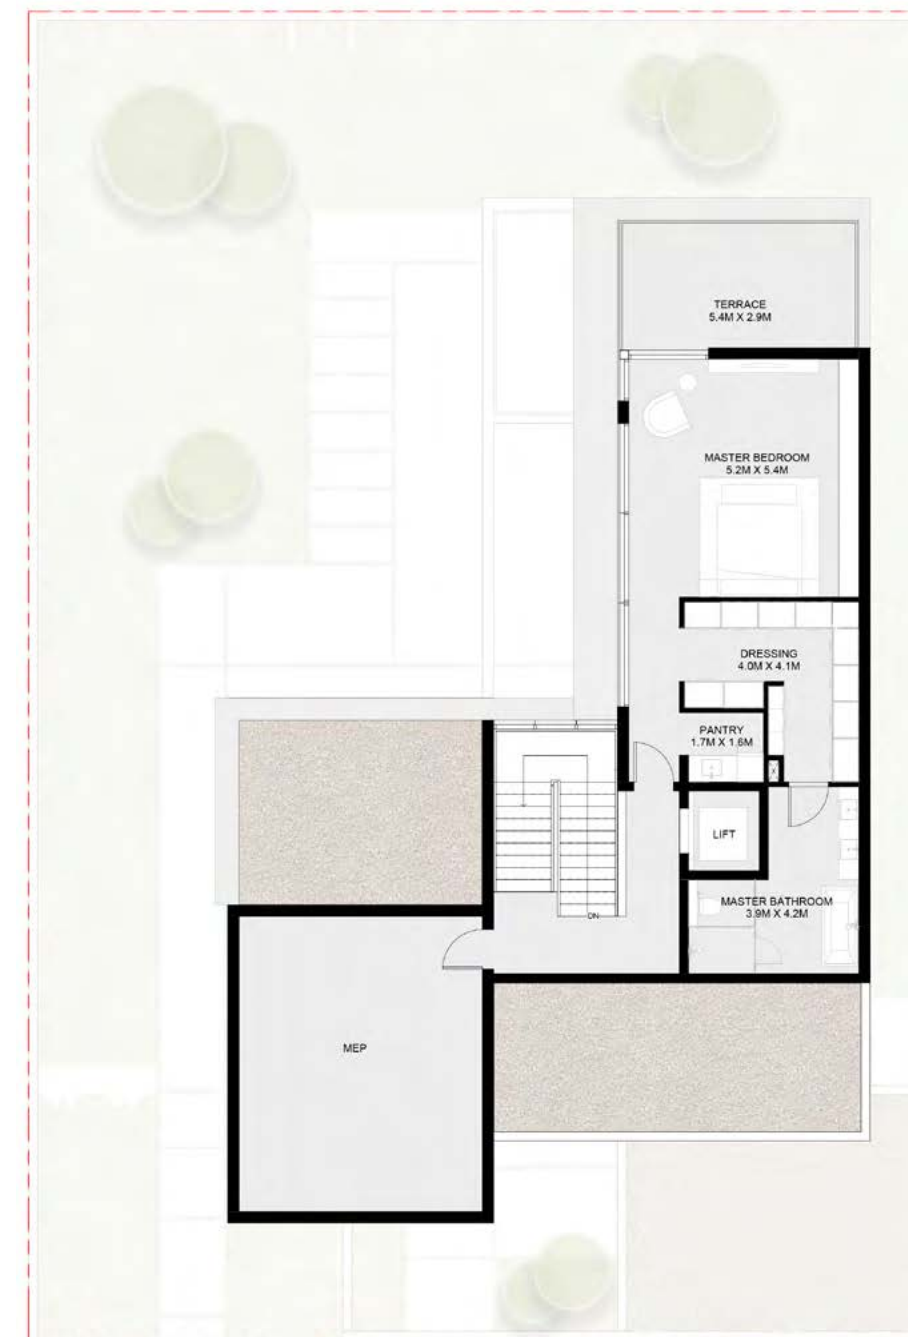 TERRACE
5.4M X 2.9M
MASTER BEDROOM
5.2M X 5.4M
DRESSING
4.0M X 4.1M
PANTRY
1.7M X 1.6M
LIFT
MASTER BATHROOM
3.9M X 4.2M
DN
MEP